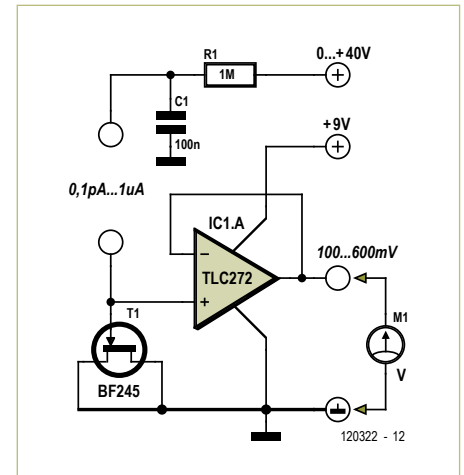 R1
0...+40V
1M
C1
100n
+9V
0,1pA...1uA
IC1.A
100...600mV
TLC272
M1
T1
V
BF245
120322 - 12